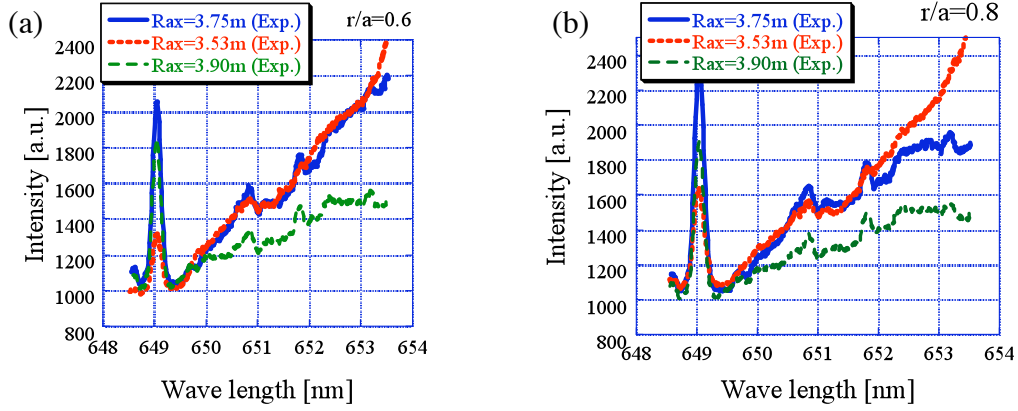 (a)
r/a=0.6
Rax=3.75m (Exp.)
Rax=3.53m (Exp.)
Rax=3.90m (Exp.)
2400
2200
2000
1800
1600
1400
1200
1000
800
Intensity [a.u.]
648 649 650 651 652 653 654
Wave length [nm]
(b)
r/a=0.8
Rax=3.75m (Exp.)
Rax=3.53m (Exp.)
Rax=3.90m (Exp.)
2400
2200
2000
1800
1600
1400
1200
1000
800
Intensity [a.u.]
648 649 650 651 652 653 654
Wave length [nm]